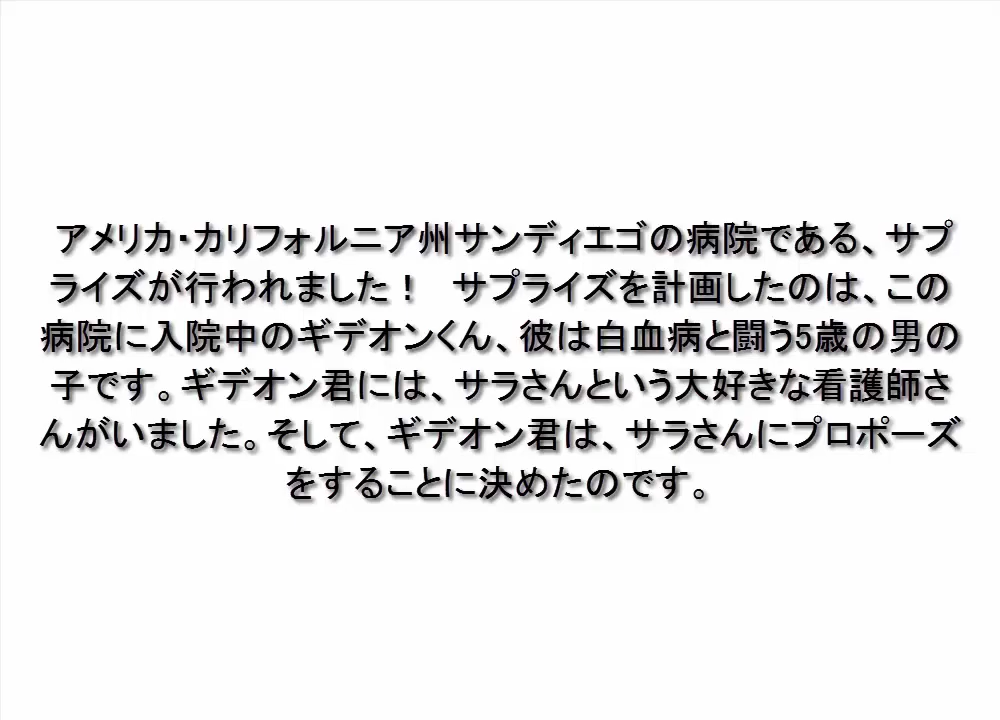 アメリカ・カリフォルニア州サンディエゴの病院である、サプ
ライズが行われました！　サプライズを計画したのは、この
病院に入院中のギデオンくん、彼は白血病と闘う5歳の男の
子です。ギデオン君には、サラさんという大好きな看護師さ
んがいました。そして、ギデオン君は、サラさんにプロポーズ
をすることに決めたのです。